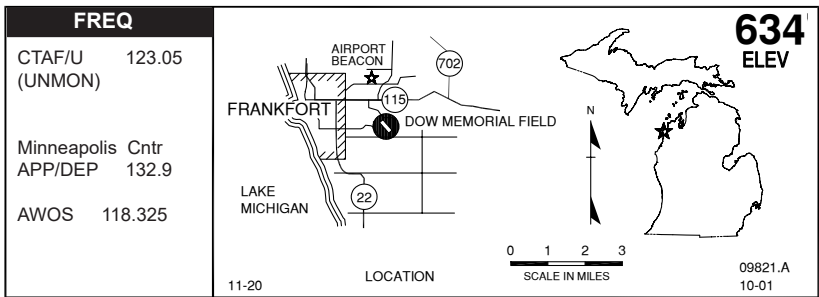 FREQ
CTAF/U 123.05
(UNMON)
Minneapolis Cntr
APP/DEP 132.9
AWOS 118.325
AIRPORT
BEACON
702
115
FRANKFORT
DOW MEMORIAL FIELD
LAKE
MICHIGAN
22
11-20
LOCATION
N
0 1 2 3
SCALE IN MILES
634'
ELEV
09821.A
10-01